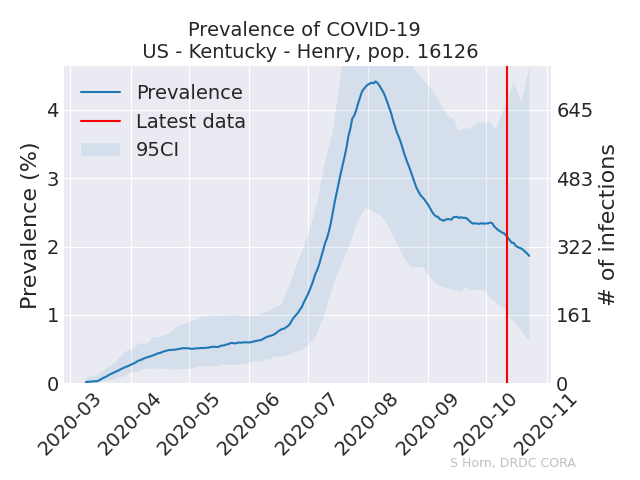 Prevalence of COVID-19
US - Kentucky - Henry, pop. 16126
Prevalence
Latest data
95CI
Prevalence (%)
4
3
2
1
0
645
483
322
161
0
# of infections
2020-03
2020-04
2020-05
2020-06
2020-07
2020-08
2020-09
2020-10
2020-11
S Horn, DRDC CORA